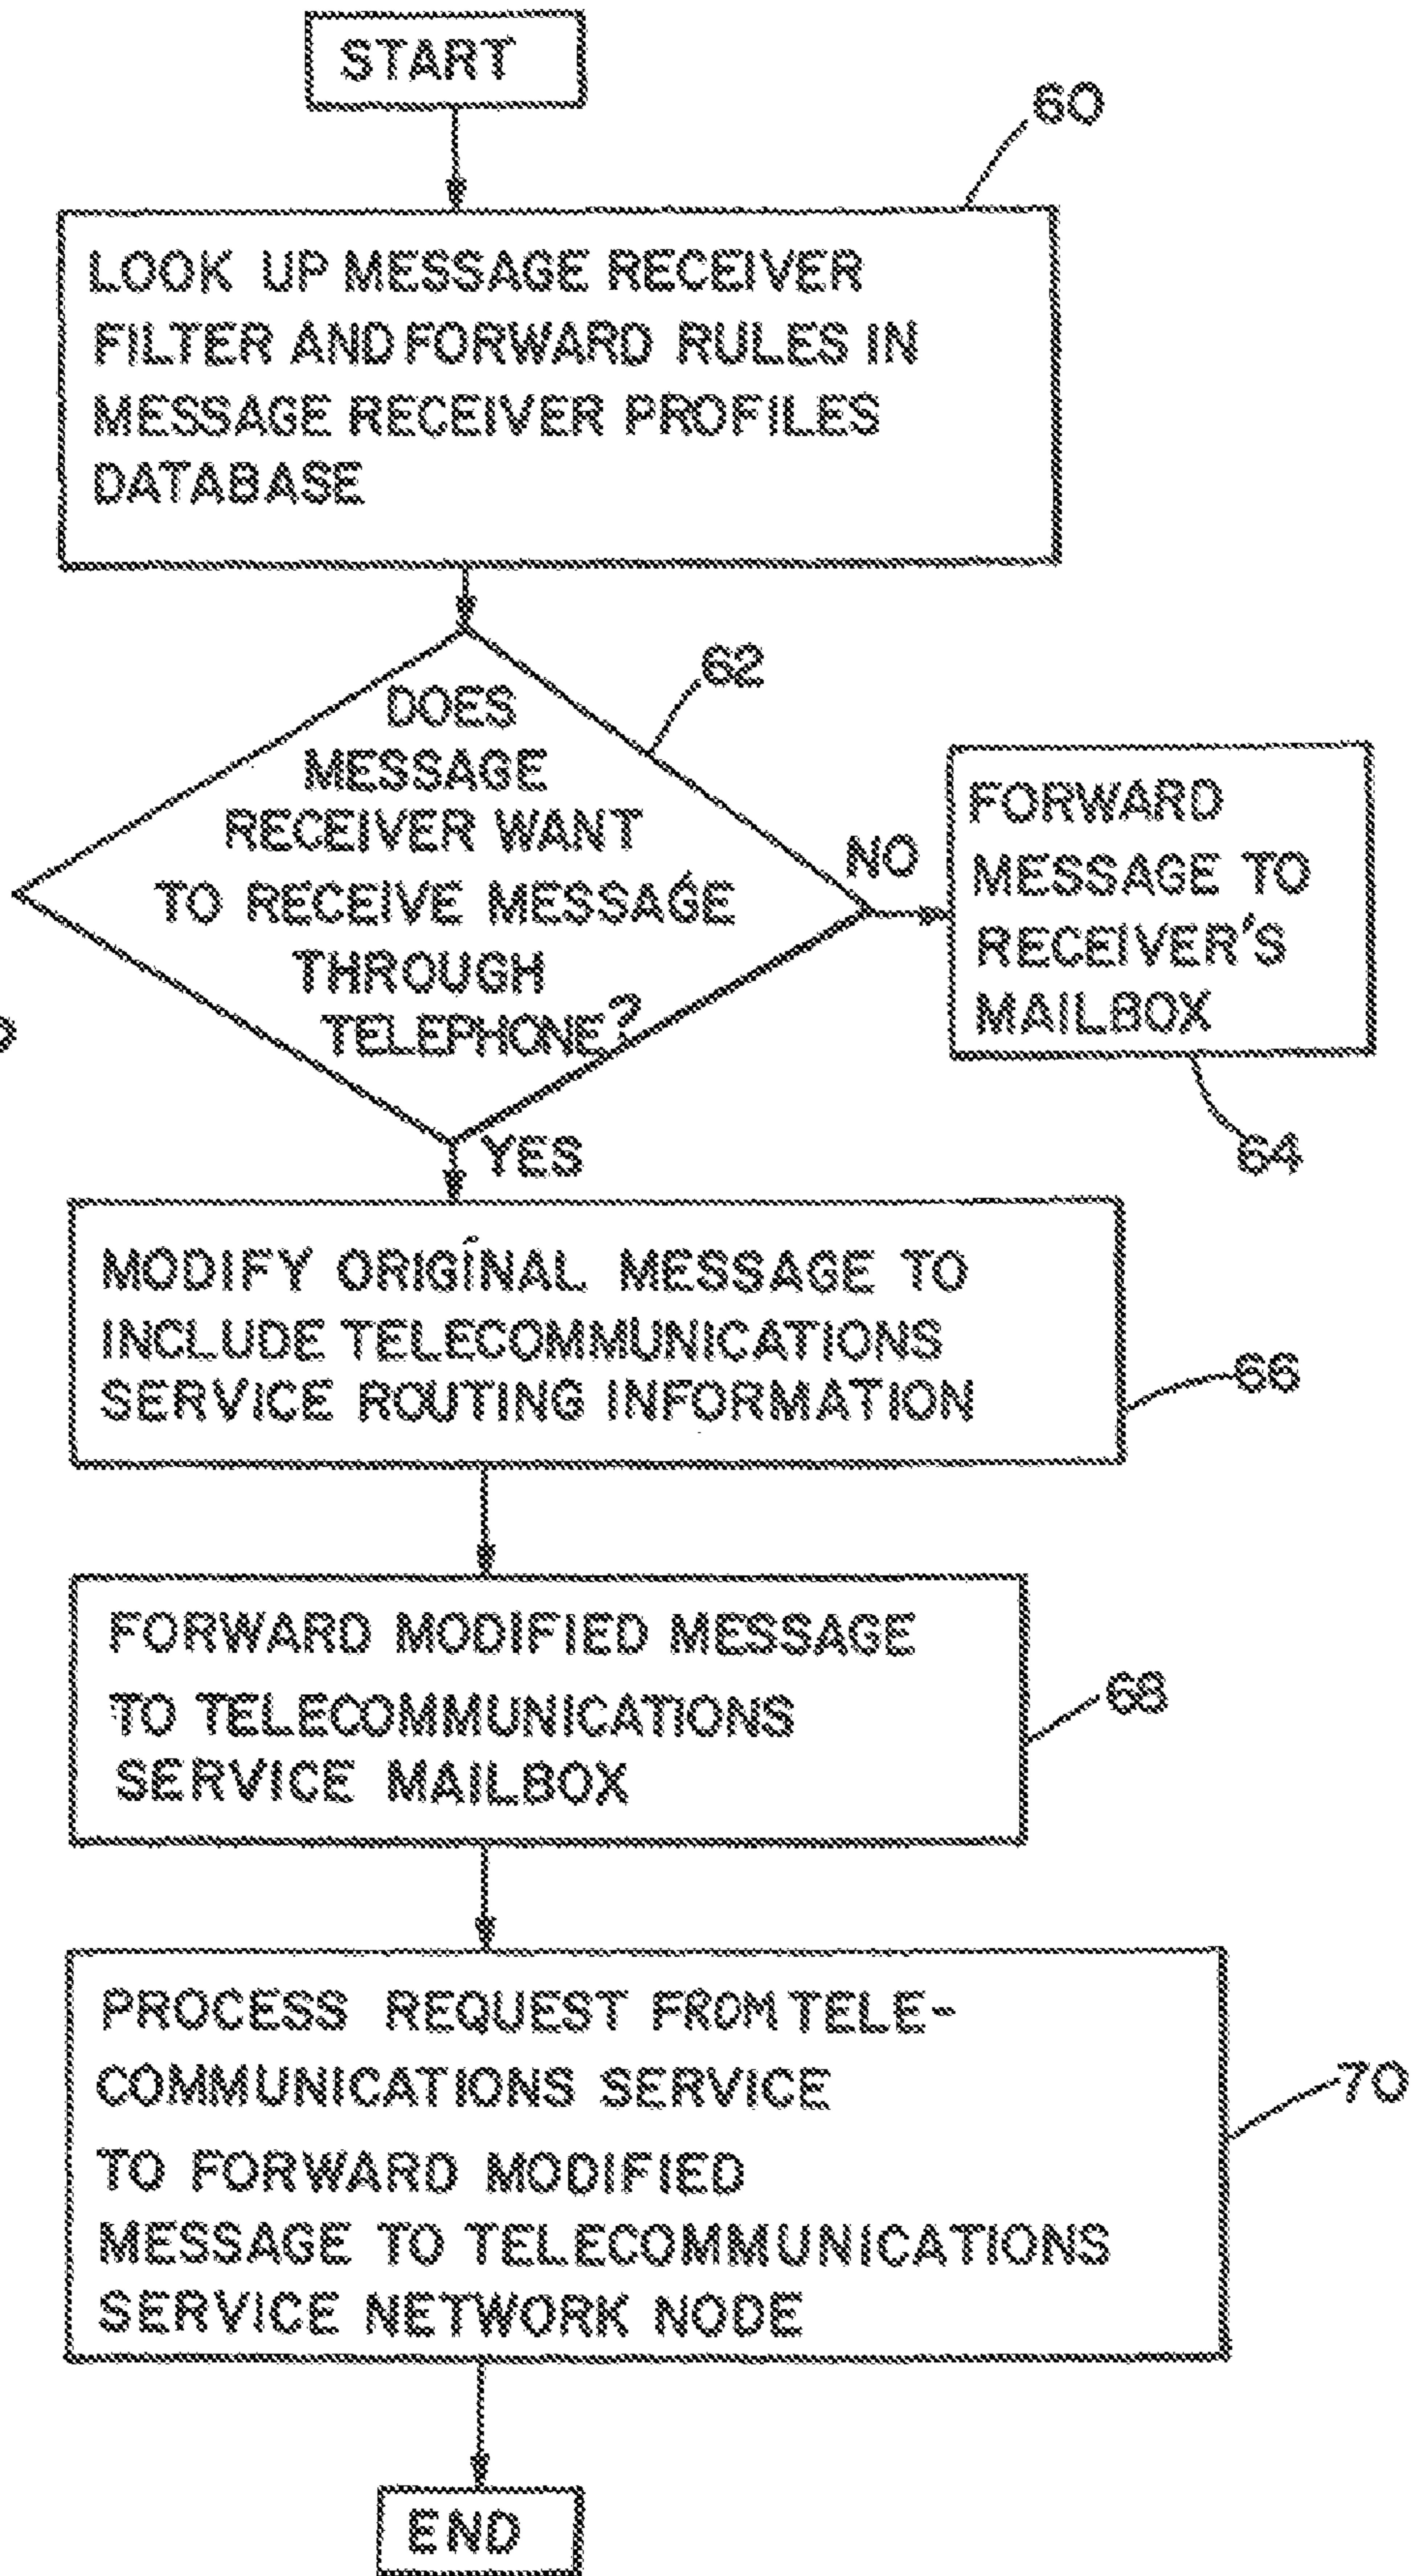 START
60
LOOK UP MESSAGE RECEIVER
FILTER AND FORWARD RULES IN
MESSAGE RECEIVER PROFILES
DATABASE
62
DOES
MESSAGE
RECEIVER WANT
TO RECEIVE MESSAGE
THROUGH
TELEPHONE?
NO
FORWARD
MESSAGE TO
RECEIVER'S
MAILBOX
64
YES
MODIFY ORIGINAL MESSAGE TO
INCLUDE TELECOMMUNICATIONS
SERVICE ROUTING INFORMATION
66
FORWARD MODIFIED MESSAGE
TO TELECOMMUNICATIONS
SERVICE MAILBOX
68
PROCESS REQUEST FROM TELE-
COMMUNICATIONS SERVICE
TO FORWARD MODIFIED
MESSAGE TO TELECOMMUNICATIONS
SERVICE NETWORK NODE
70
END